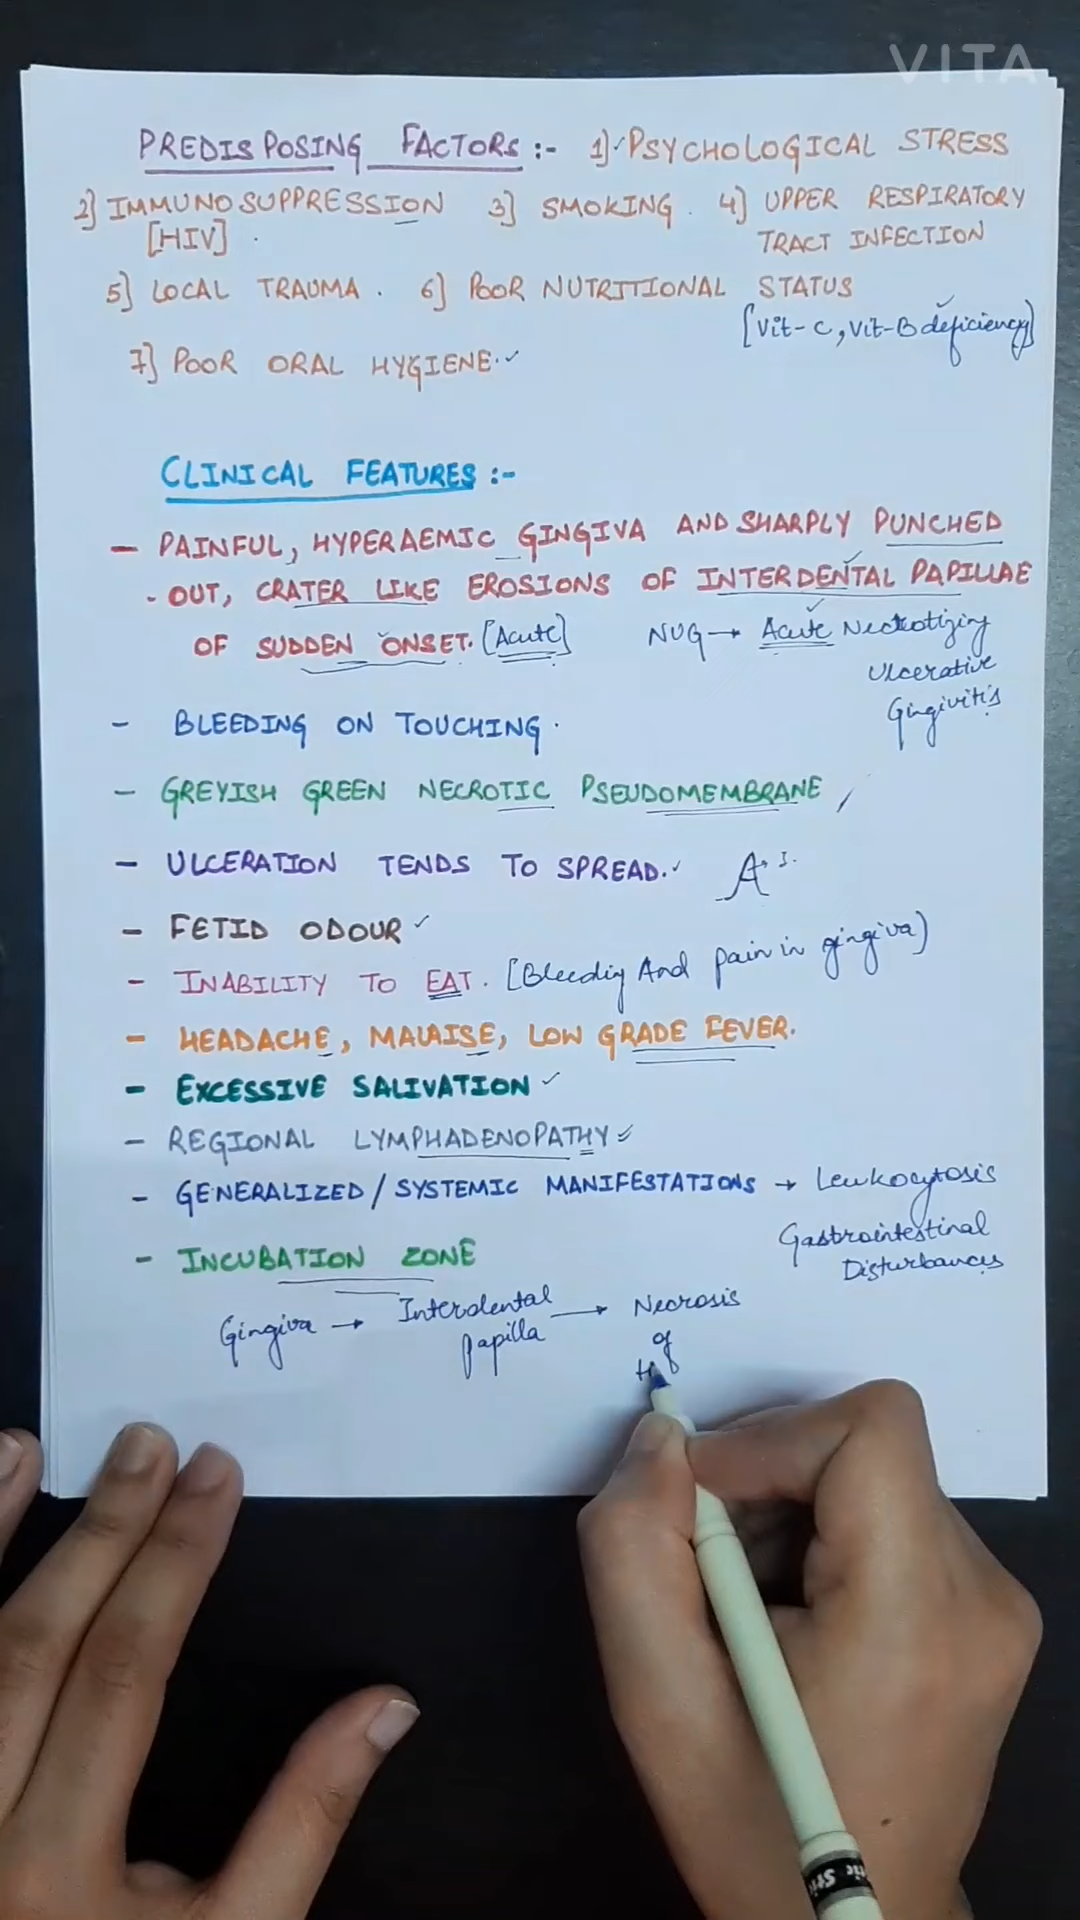 VITA
PREDISPOSING FACTORS :- 1] PSYCHOLOGICAL STRESS
2] IMMUNOSUPPRESSION 3] SMOKING. 4] UPPER RESPIRATORY
[HIV]. TRACT INFECTION
5] LOCAL TRAUMA. 6] POOR NUTRITIONAL STATUS
[Vit-C, Vit-B deficiency]
7] POOR ORAL HYGIENE.
CLINICAL FEATURES :-
- PAINFUL, HYPERAEMIC GINGIVA AND SHARPLY PUNCHED
OUT, CRATER LIKE EROSIONS OF INTERDENTAL PAPILLAE
OF SUDDEN ONSET. [Acute] NUG → Acute Necrotizing
Ulcerative
Gingivitis
- BLEEDING ON TOUCHING.
- GREYISH GREEN NECROTIC PSEUDOMEMBRANE
- ULCERATION TENDS TO SPREAD. A I.
- FETID ODOUR
- INABILITY TO EAT. [Bleediy And pain in gingiva]
- HEADACHE, MALAISE, LOW GRADE FEVER.
- EXCESSIVE SALIVATION
- REGIONAL LYMPHADENOPATHY
- GENERALIZED/SYSTEMIC MANIFESTATIONS → Leukocytosis
Gastrointestinal
Disturbances
- INCUBATION ZONE
Gingiva → Interdental papilla → Necrosis
of